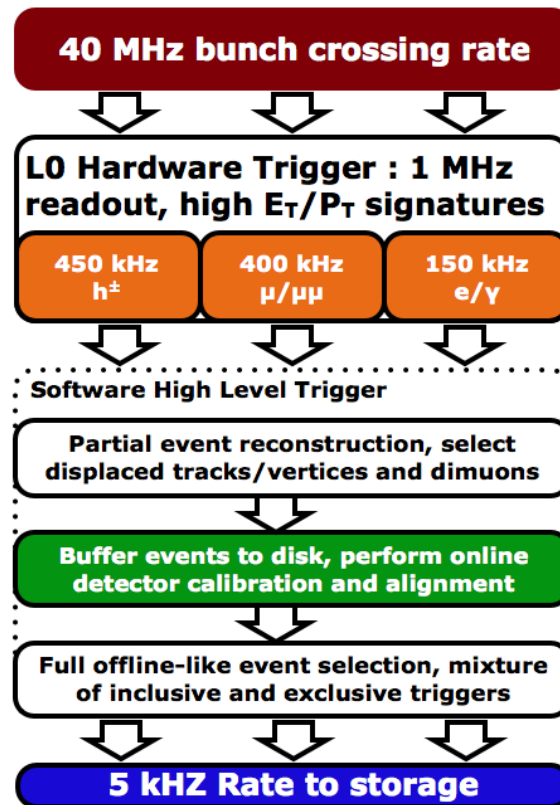 40 MHz bunch crossing rate
L0 Hardware Trigger : 1 MHz
readout, high E_T/P_T signatures
450 kHz
h±
400 kHz
μ/μμ
150 kHz
e/γ
Software High Level Trigger
Partial event reconstruction, select
displaced tracks/vertices and dimuons
Buffer events to disk, perform online
detector calibration and alignment
Full offline-like event selection, mixture
of inclusive and exclusive triggers
5 kHZ Rate to storage